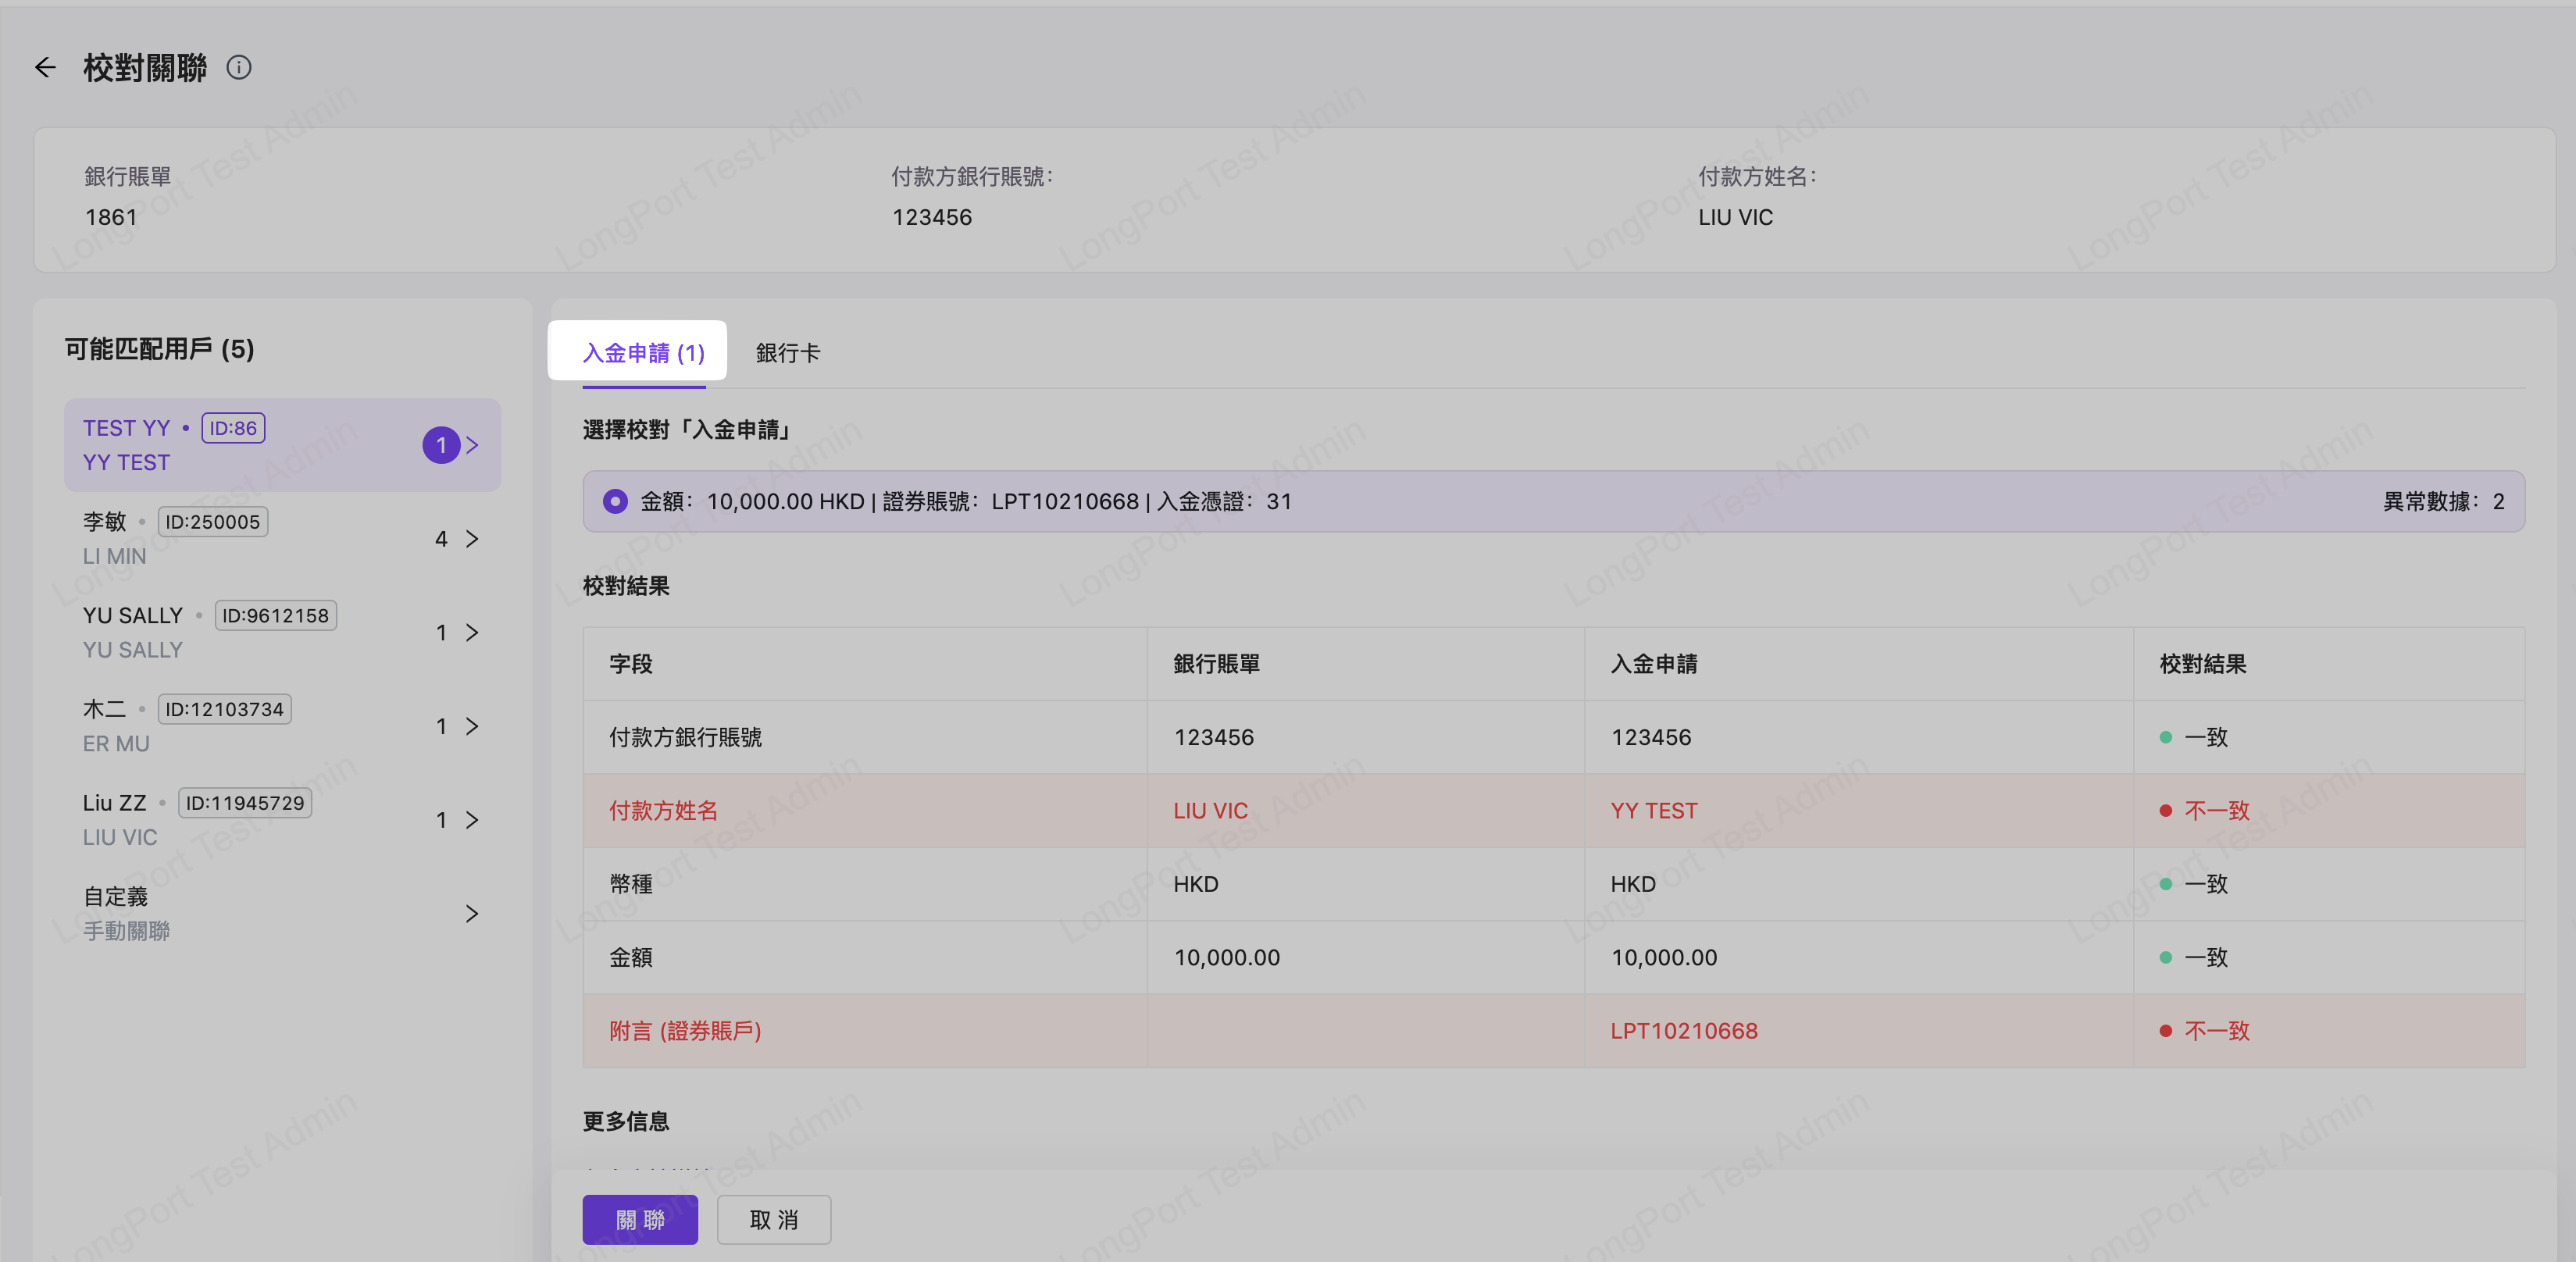 校對關聯
銀行賬單
1861
付款方銀行賬號：
123456
付款方姓名：
LIU VIC
可能匹配用戶 (5)
TEST YY • ID:86
YY TEST
1
李敏 • ID:250005
LI MIN
4
YU SALLY • ID:9612158
YU SALLY
1
木二 • ID:12103734
ER MU
1
Liu ZZ • ID:11945729
LIU VIC
1
自定義
手動關聯
入金申請 (1) 銀行卡
選擇校對「入金申請」
金額：10,000.00 HKD | 證券賬號：LPT10210668 | 入金憑證：31 異常數據：2
校對結果
字段 銀行賬單 入金申請 校對結果
付款方銀行賬號 123456 123456 一致
付款方姓名 LIU VIC YY TEST 不一致
幣種 HKD HKD 一致
金額 10,000.00 10,000.00 一致
附言 (證券賬戶) LPT10210668 不一致
更多信息
關聯 取消
LongPort Test Admin